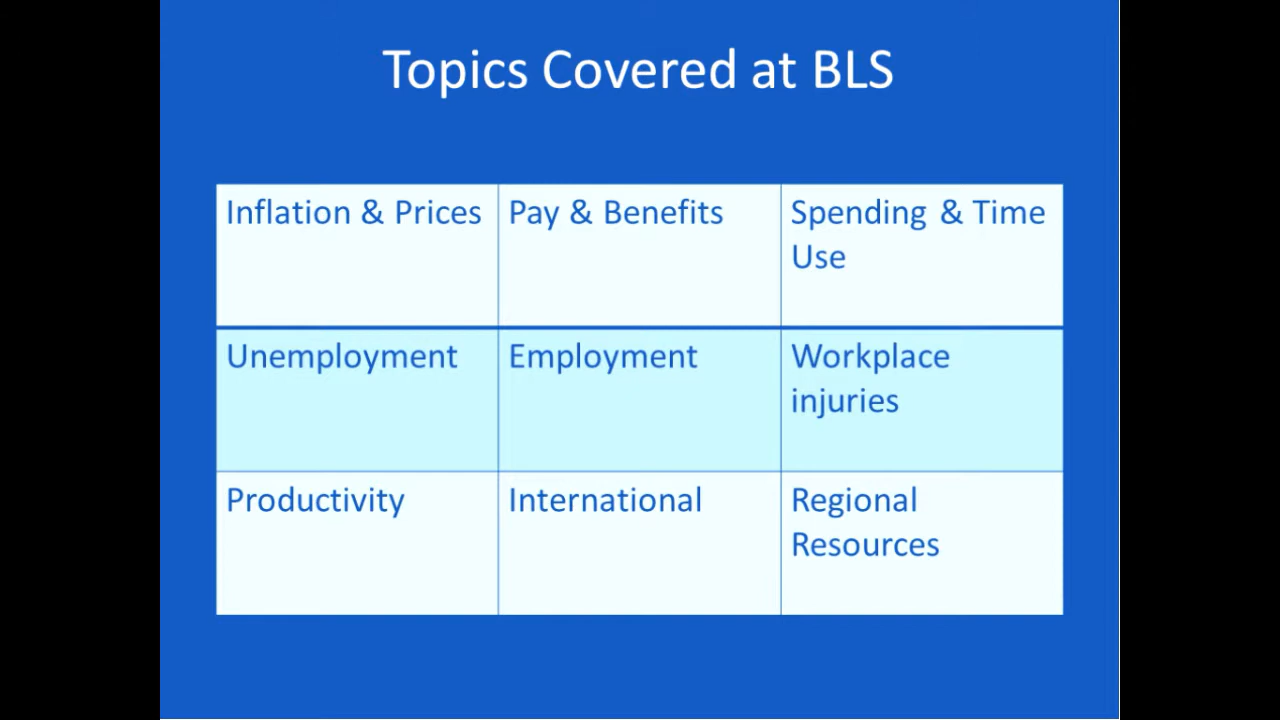 Topics Covered at BLS
Inflation & Prices
Pay & Benefits
Spending & Time
Use
Unemployment
Employment
Workplace
injuries
Productivity
International
Regional
Resources